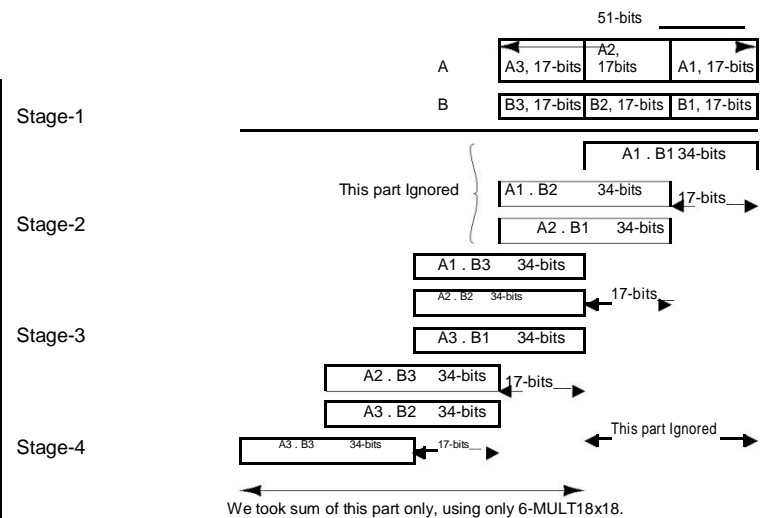 51-bits
A A3, 17-bits A2, 17bits A1, 17-bits
B B3, 17-bits B2, 17-bits B1, 17-bits
Stage-1
A1 . B1 34-bits
This part Ignored A1 . B2 34-bits 17-bits
Stage-2
A2 . B1 34-bits
A1 . B3 34-bits
A2 . B2 34-bits 17-bits
Stage-3
A3 . B1 34-bits
A2 . B3 34-bits 17-bits
A3 . B2 34-bits
This part Ignored
Stage-4
A3 . B3 34-bits 17-bits
We took sum of this part only, using only 6-MULT18x18.